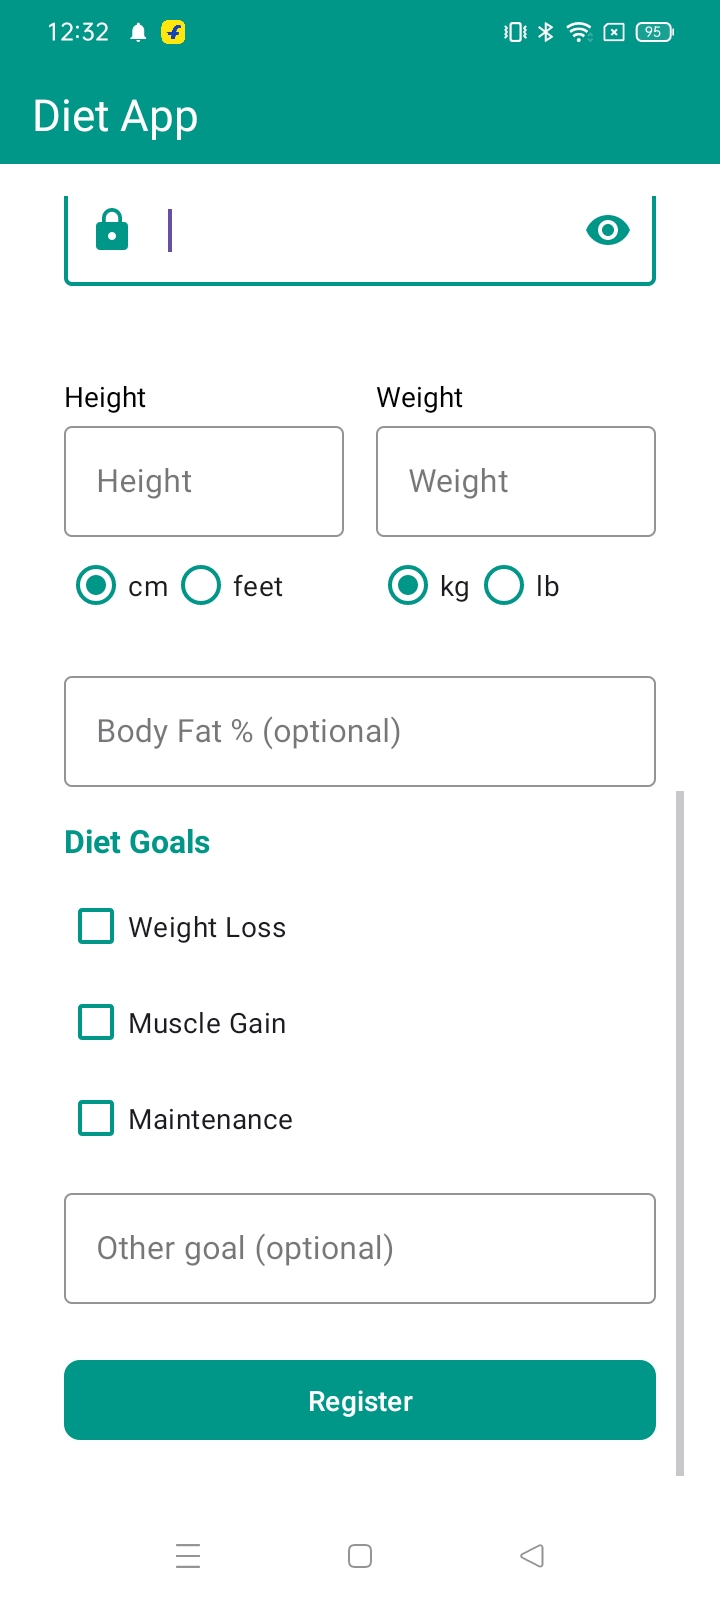 12:32
95
Diet App
Height Weight
Height Weight
cm feet kg lb
Body Fat % (optional)
Diet Goals
Weight Loss
Muscle Gain
Maintenance
Other goal (optional)
Register